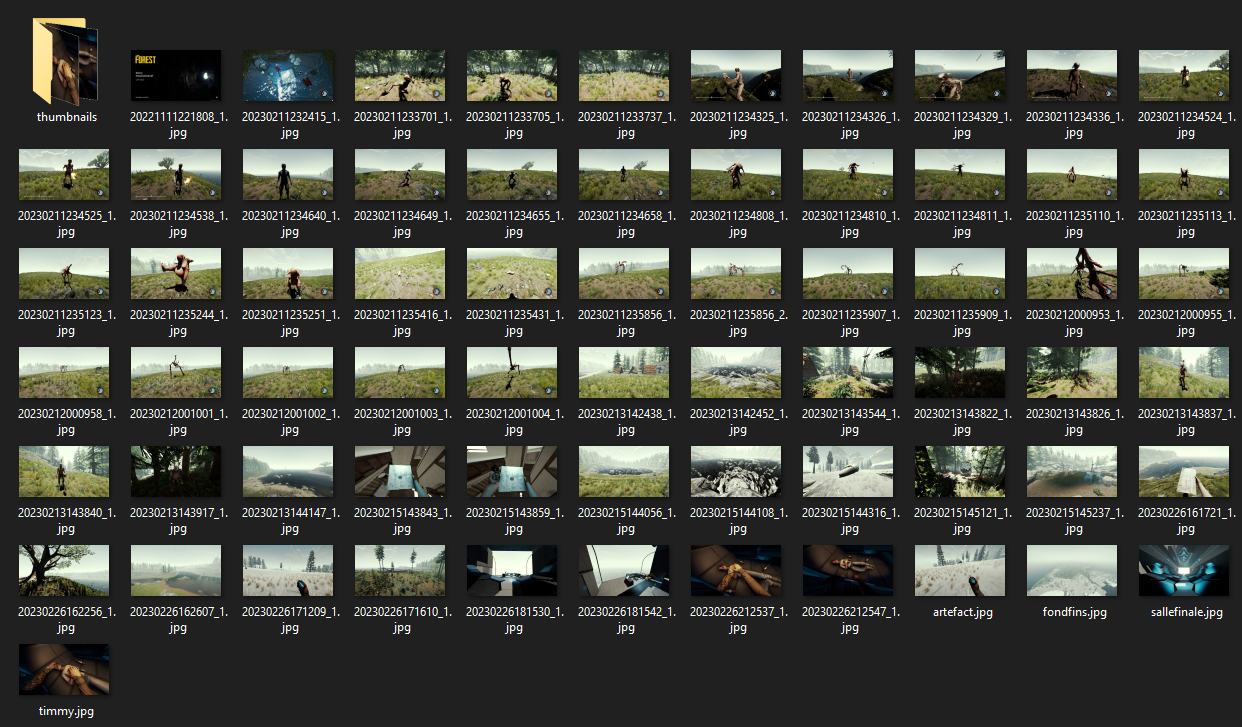 FOREST
thumbnails
20221111221808_1.
jpg
20230211232415_1.
jpg
20230211233701_1.
jpg
20230211233705_1.
jpg
20230211233737_1.
jpg
20230211234325_1.
jpg
20230211234326_1.
jpg
20230211234329_1.
jpg
20230211234336_1.
jpg
20230211234524_1.
jpg
20230211234525_1.
jpg
20230211234538_1.
jpg
20230211234640_1.
jpg
20230211234649_1.
jpg
20230211234655_1.
jpg
20230211234658_1.
jpg
20230211234808_1.
jpg
20230211234810_1.
jpg
20230211234811_1.
jpg
20230211235110_1.
jpg
20230211235113_1.
jpg
20230211235123_1.
jpg
20230211235244_1.
jpg
20230211235251_1.
jpg
20230211235416_1.
jpg
20230211235431_1.
jpg
20230211235856_1.
jpg
20230211235856_2.
jpg
20230211235907_1.
jpg
20230211235909_1.
jpg
20230212000953_1.
jpg
20230212000955_1.
jpg
20230212000958_1.
jpg
20230212001001_1.
jpg
20230212001002_1.
jpg
20230212001003_1.
jpg
20230212001004_1.
jpg
20230213142438_1.
jpg
20230213142452_1.
jpg
20230213143544_1.
jpg
20230213143822_1.
jpg
20230213143826_1.
jpg
20230213143837_1.
jpg
20230213143840_1.
jpg
20230213143917_1.
jpg
20230213144147_1.
jpg
20230215143843_1.
jpg
20230215143859_1.
jpg
20230215144056_1.
jpg
20230215144108_1.
jpg
20230215144316_1.
jpg
20230215145121_1.
jpg
20230215145237_1.
jpg
20230226161721_1.
jpg
20230226162256_1.
jpg
20230226162607_1.
jpg
20230226171209_1.
jpg
20230226171610_1.
jpg
20230226181530_1.
jpg
20230226181542_1.
jpg
20230226212537_1.
jpg
20230226212547_1.
jpg
artefact.jpg
fondfins.jpg
sallefinale.jpg
timmy.jpg